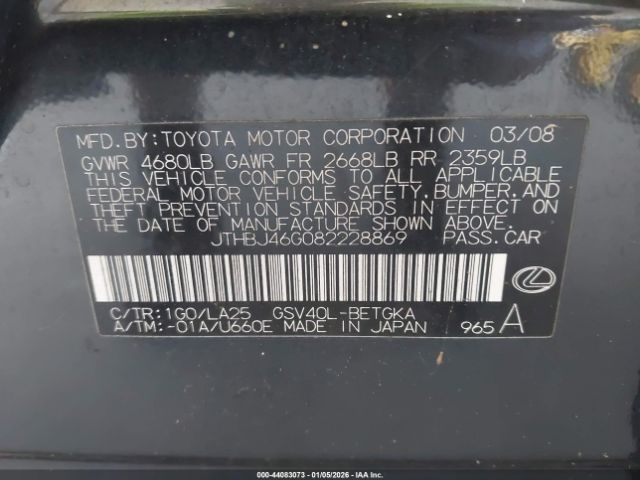 MFD.BY:TOYOTA MOTOR CORPORATION 03/08
GVWR 4680LB GAWR FR 2668LB RR 2359LB
THIS VEHICLE CONFORMS TO ALL APPLICABLE
FEDERAL MOTOR VEHICLE SAFETY,BUMPER,AND
THEFT PREVENTION STANDARDS IN EFFECT ON
THE DATE OF MANUFACTURE SHOWN ABOVE.
JTHBJ46G082228869 PASS.CAR
C/TR:1G0/LA25 GSV40L-BETGKA
A/TM:-01A/U660E MADE IN JAPAN 965 A
000-44083073 | 01/05/2026 | IAAI.COM